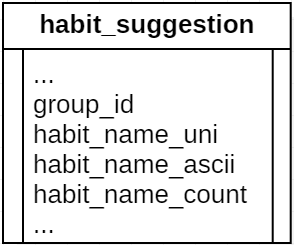 habit_suggestion
...
group_id
habit_name_uni
habit_name_ascii
habit_name_count
...